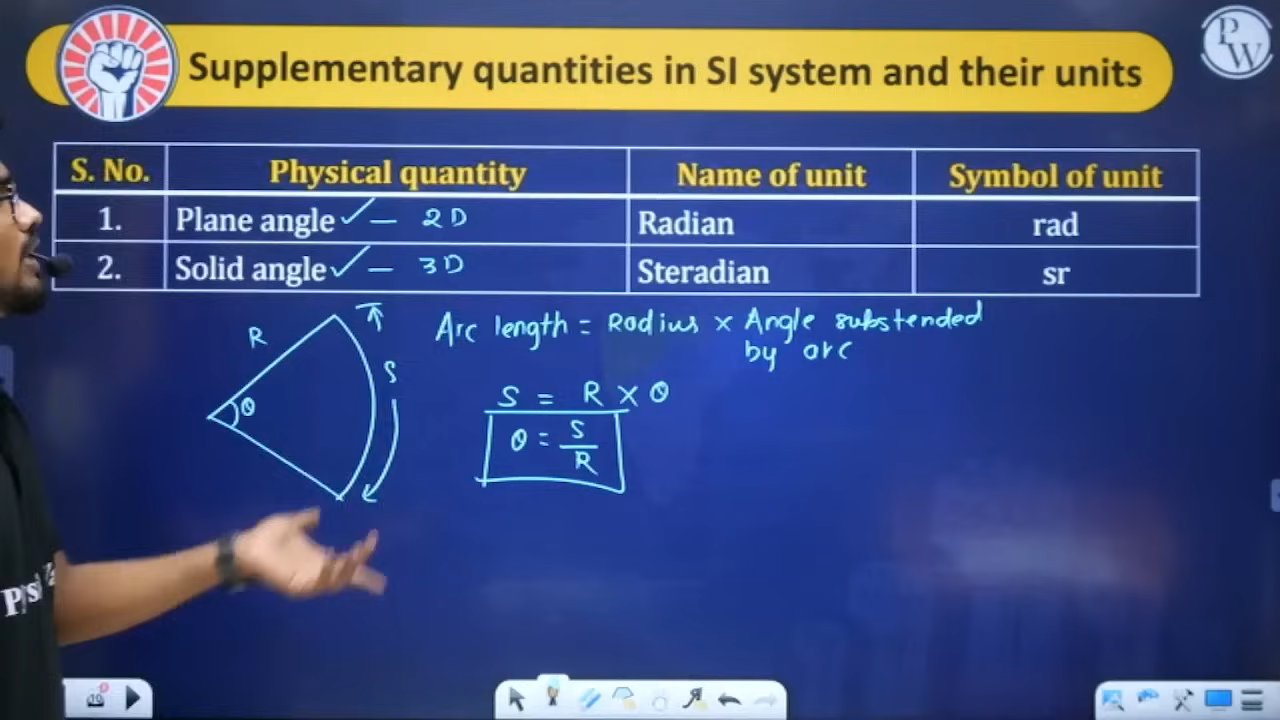 Supplementary quantities in SI system and their units
PW
S. No. Physical quantity Name of unit Symbol of unit
1. Plane angle ✓ – 2D Radian rad
2. Solid angle ✓ – 3D Steradian sr
R
θ
S
Arc length = Radius × Angle substended
by arc
S = R × θ
θ = S/R
10